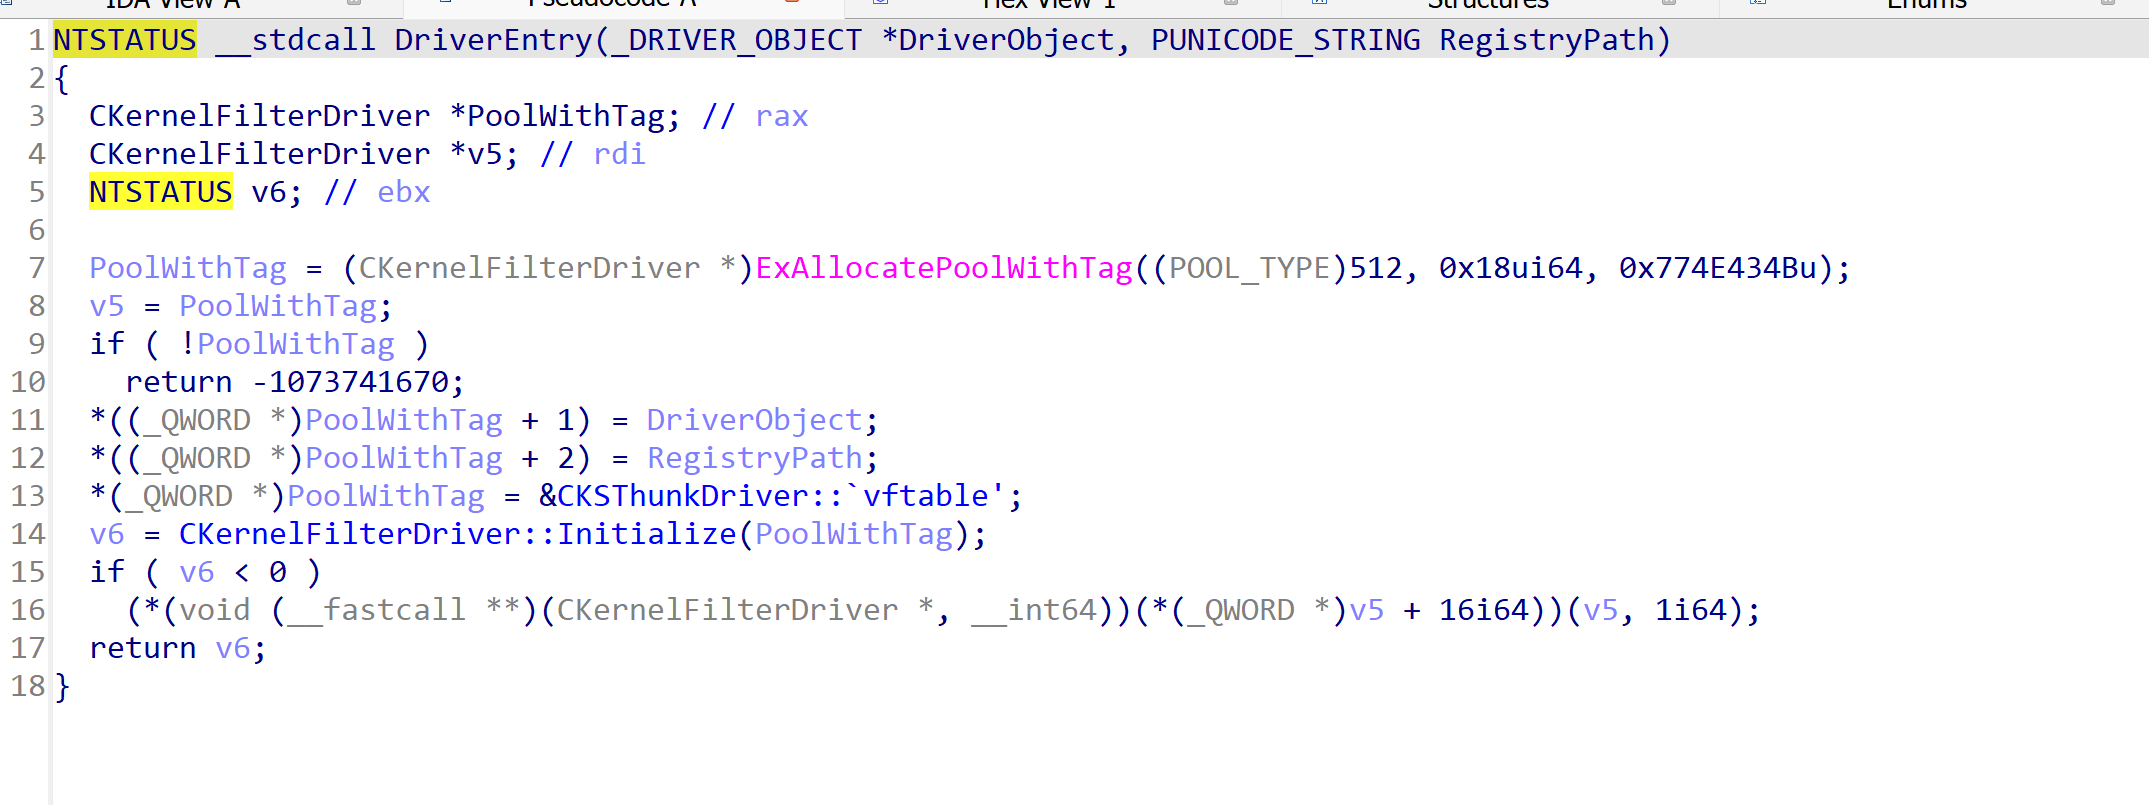 IDA View-A Pseudocode-A Hex View-1 Structures Enums
1 NTSTATUS __stdcall DriverEntry(_DRIVER_OBJECT *DriverObject, PUNICODE_STRING RegistryPath)
2 {
3   CKernelFilterDriver *PoolWithTag; // rax
4   CKernelFilterDriver *v5; // rdi
5   NTSTATUS v6; // ebx
6
7   PoolWithTag = (CKernelFilterDriver *)ExAllocatePoolWithTag((POOL_TYPE)512, 0x18ui64, 0x774E434Bu);
8   v5 = PoolWithTag;
9   if ( !PoolWithTag )
10     return -1073741670;
11   *((_QWORD *)PoolWithTag + 1) = DriverObject;
12   *((_QWORD *)PoolWithTag + 2) = RegistryPath;
13   *(_QWORD *)PoolWithTag = &CKSThunkDriver::`vftable';
14   v6 = CKernelFilterDriver::Initialize(PoolWithTag);
15   if ( v6 < 0 )
16     (*(void (__fastcall **)(CKernelFilterDriver *, __int64))(*(_QWORD *)v5 + 16i64))(v5, 1i64);
17   return v6;
18 }